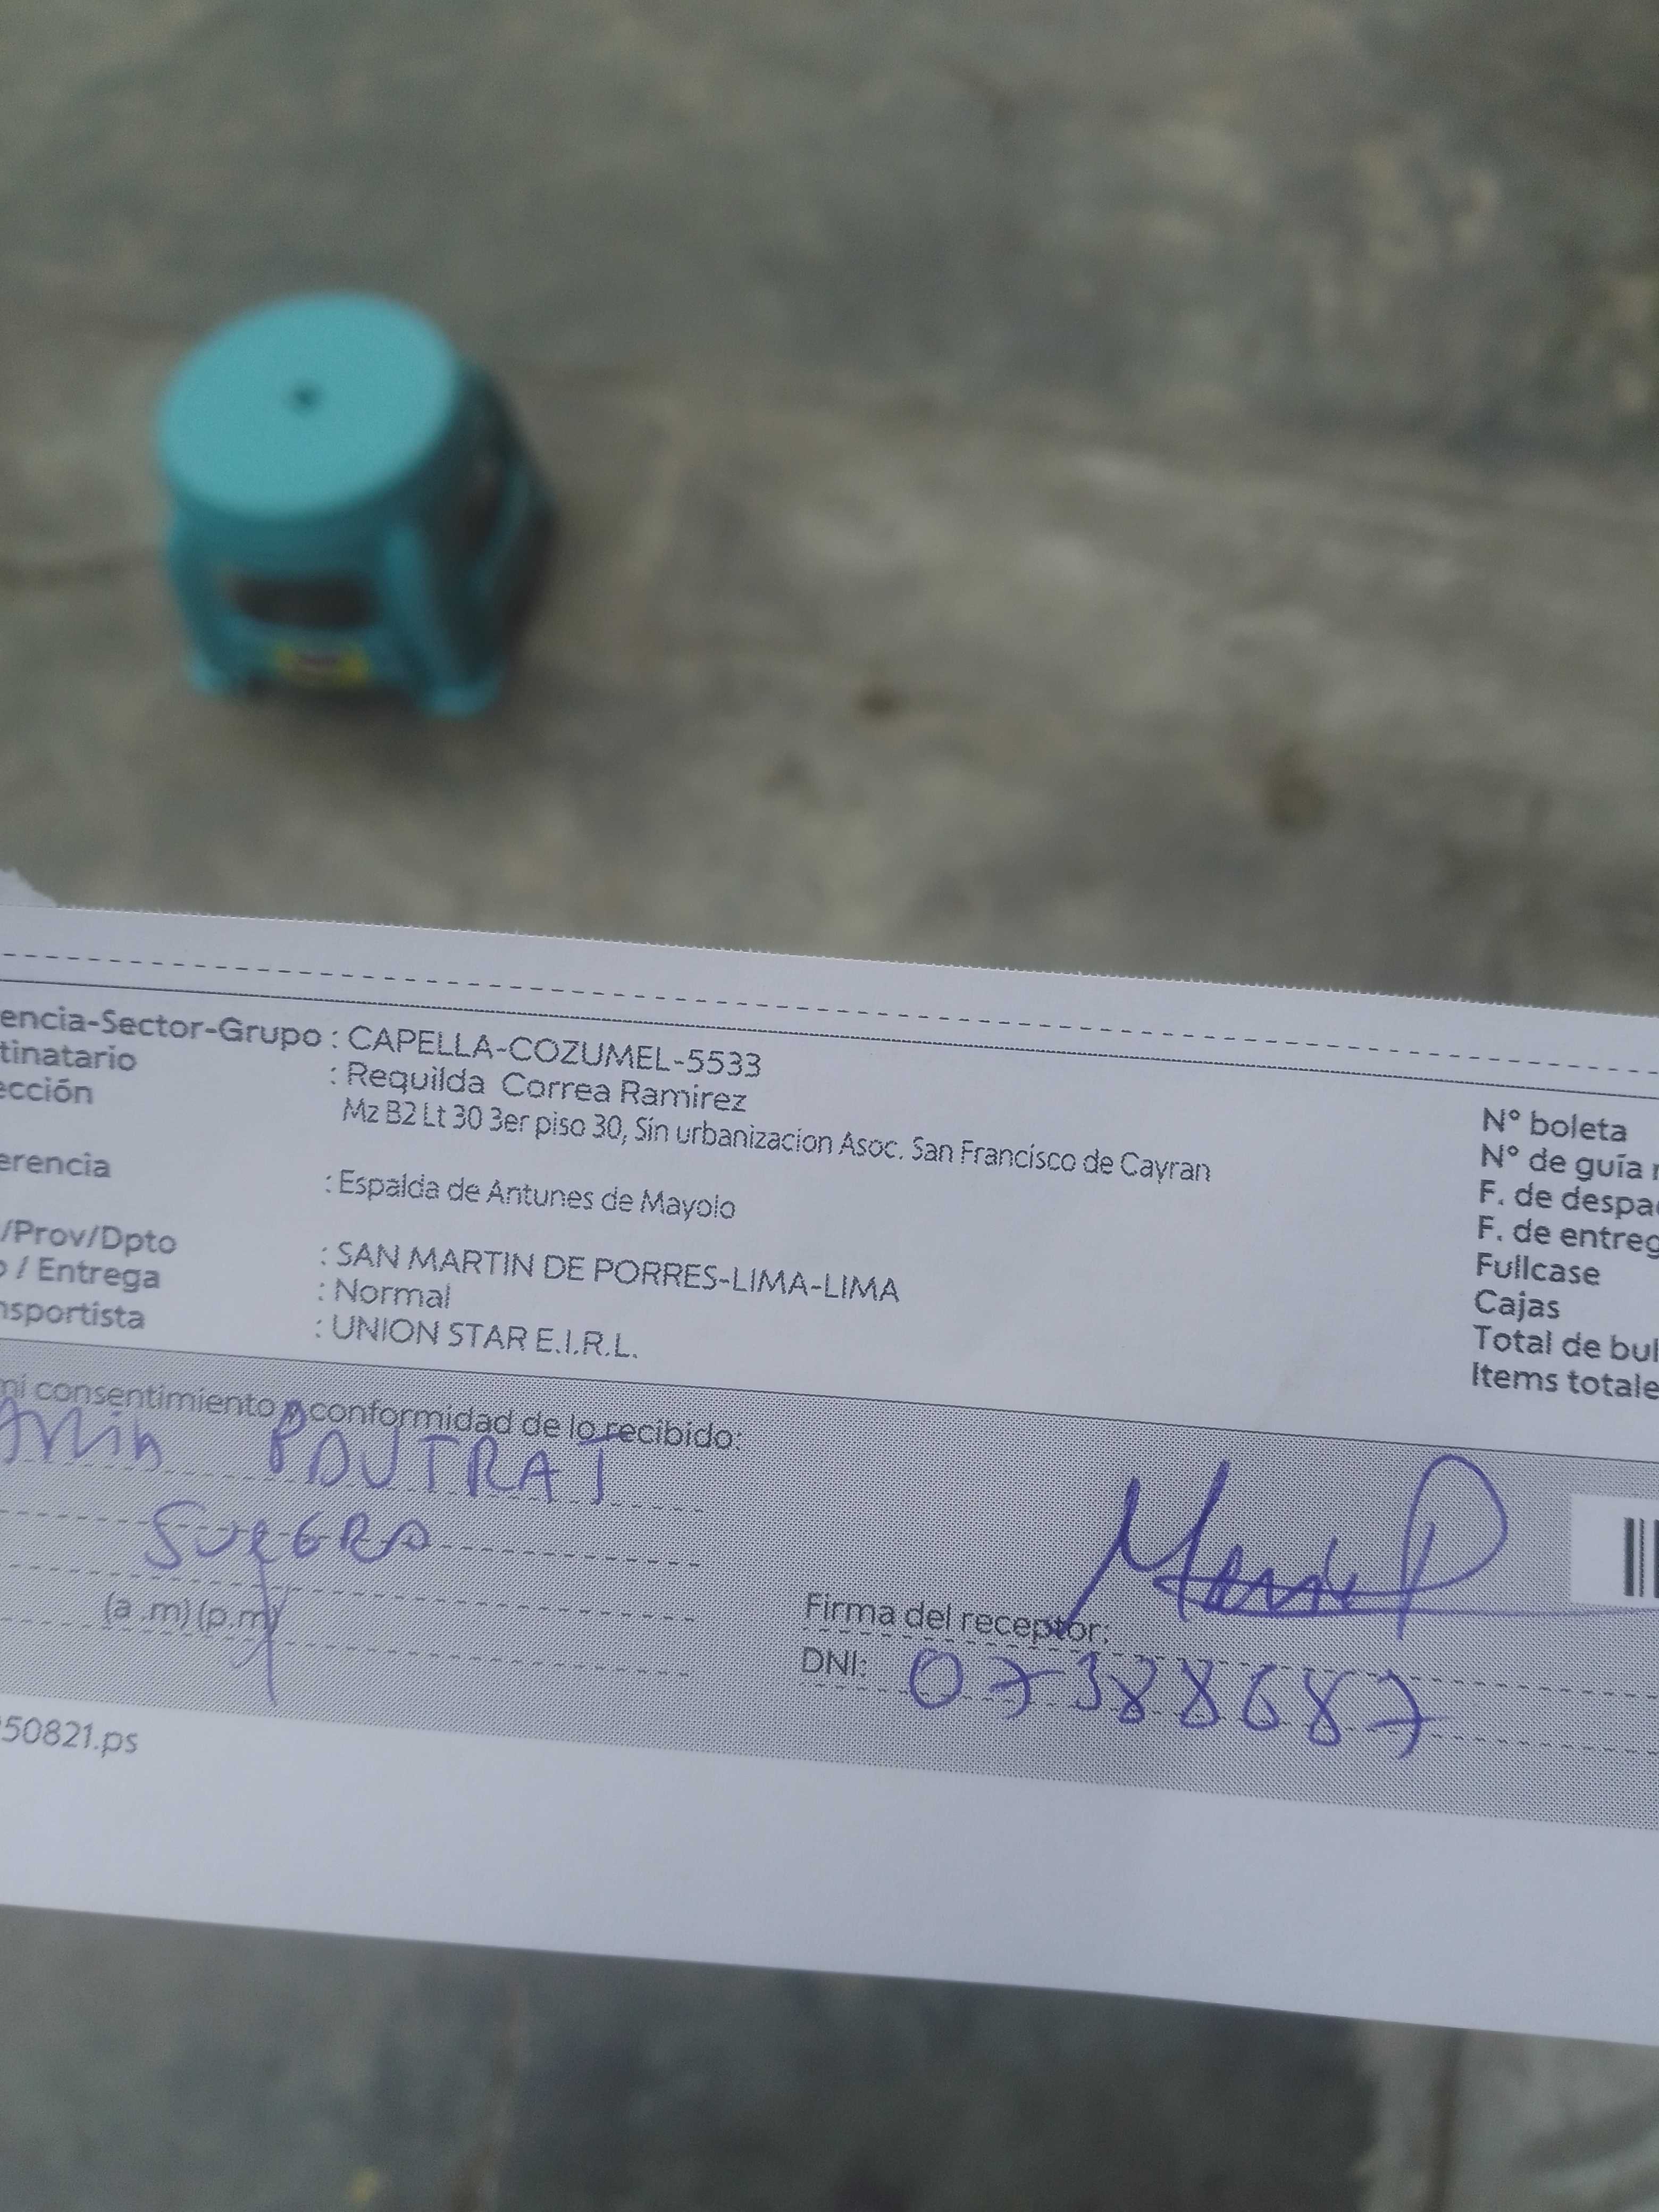 encia-Sector-Grupo : CAPELLA-COZUMEL-5533
tinatario : Requilda Correa Ramirez
ección Mz B2 Lt 30 3er piso 30, Sin urbanizacion Asoc. San Francisco de Cayran
erencia : Espalda de Antunes de Mayolo
/Prov/Dpto : SAN MARTIN DE PORRES-LIMA-LIMA
o / Entrega : Normal
nsportista : UNION STAR E.I.R.L.
N° boleta
N° de guía r
F. de despa
F. de entreg
Fullcase
Cajas
Total de bul
Items totale
mi consentimiento y conformidad de lo recibido:
POUTRAT
SUEGRO
(a.m) (p.m)
Firma del receptor:
DNI: 07388687
50821.ps